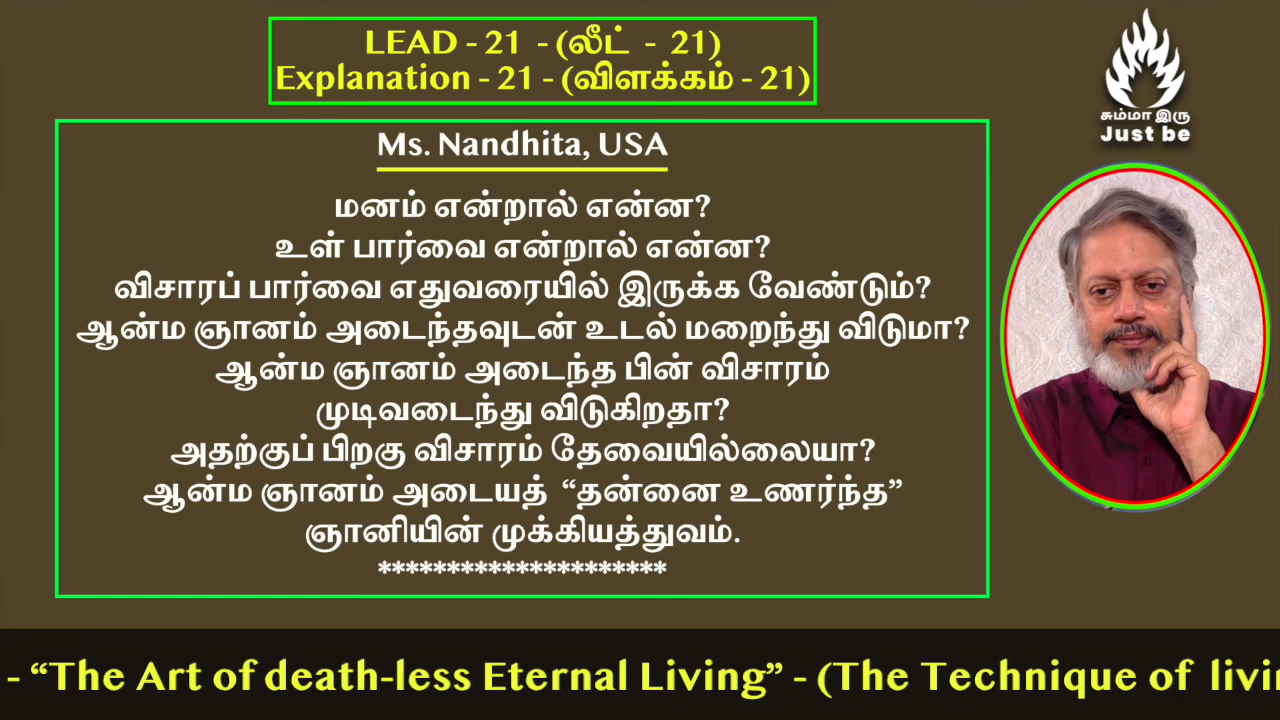 LEAD - 21 - (லீட் - 21)
Explanation - 21 - (விளக்கம் - 21)
சும்மா இரு
Just be
Ms. Nandhita, USA
மனம் என்றால் என்ன?
உள் பார்வை என்றால் என்ன?
விசாரப் பார்வை எதுவரையில் இருக்க வேண்டும்?
ஆன்ம ஞானம் அடைந்தவுடன் உடல் மறைந்து விடுமா?
ஆன்ம ஞானம் அடைந்த பின் விசாரம்
முடிவடைந்து விடுகிறதா?
அதற்குப் பிறகு விசாரம் தேவையில்லையா?
ஆன்ம ஞானம் அடையத் “தன்னை உணர்ந்த”
ஞானியின் முக்கியத்துவம்.
*********************
- “The Art of death-less Eternal Living” - (The Technique of livin